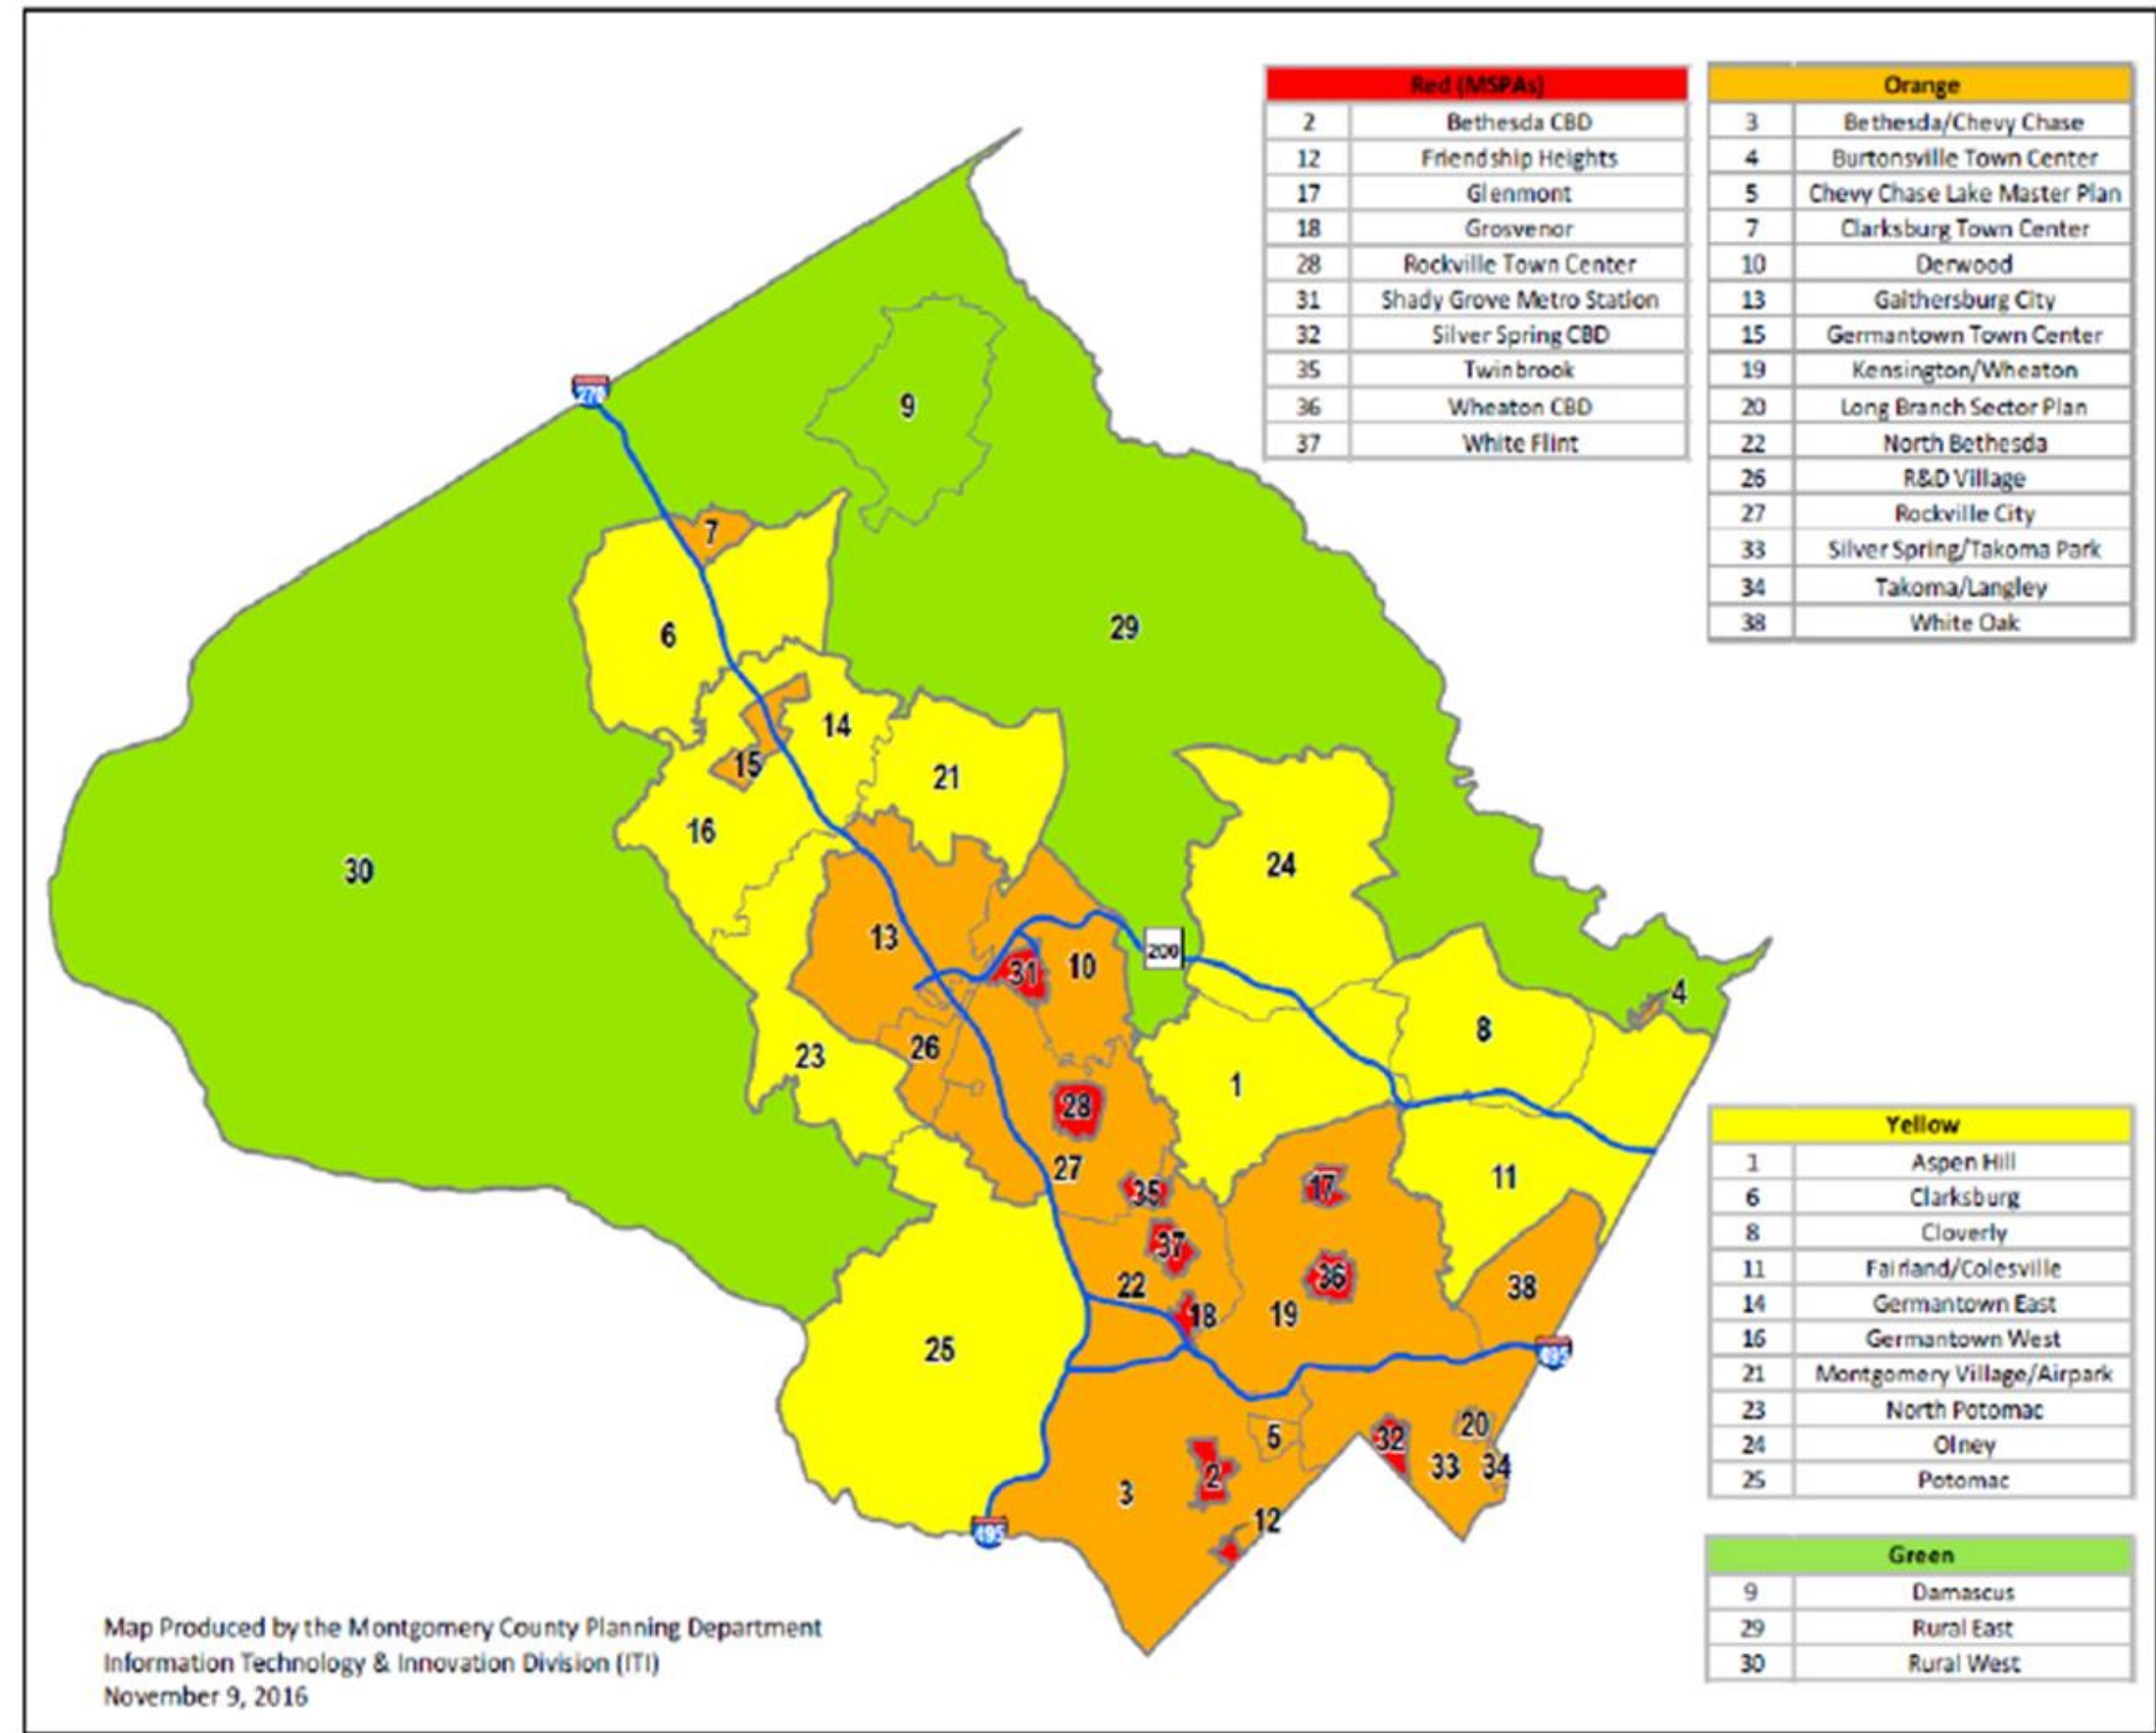 Red (MSPAs)
2 Bethesda CBD
12 Friendship Heights
17 Glenmont
18 Grosvenor
28 Rockville Town Center
31 Shady Grove Metro Station
32 Silver Spring CBD
35 Twinbrook
36 Wheaton CBD
37 White Flint
Orange
3 Bethesda/Chevy Chase
4 Burtonsville Town Center
5 Chevy Chase Lake Master Plan
7 Clarksburg Town Center
10 Derwood
13 Gaithersburg City
15 Germantown Town Center
19 Kensington/Wheaton
20 Long Branch Sector Plan
22 North Bethesda
26 R&D Village
27 Rockville City
33 Silver Spring/Takoma Park
34 Takoma/Langley
38 White Oak
270
9
7
29
6
14
15
21
16
30
24
13
200
31
10
4
26
8
23
1
28
27
17
11
35
37
36
22
38
18
19
25
495
5
20
32
33
34
2
3
12
495
Yellow
1 Aspen Hill
6 Clarksburg
8 Cloverly
11 Fairland/Colesville
14 Germantown East
16 Germantown West
21 Montgomery Village/Airpark
23 North Potomac
24 Olney
25 Potomac
Green
9 Damascus
29 Rural East
30 Rural West
Map Produced by the Montgomery County Planning Department
Information Technology & Innovation Division (ITI)
November 9, 2016